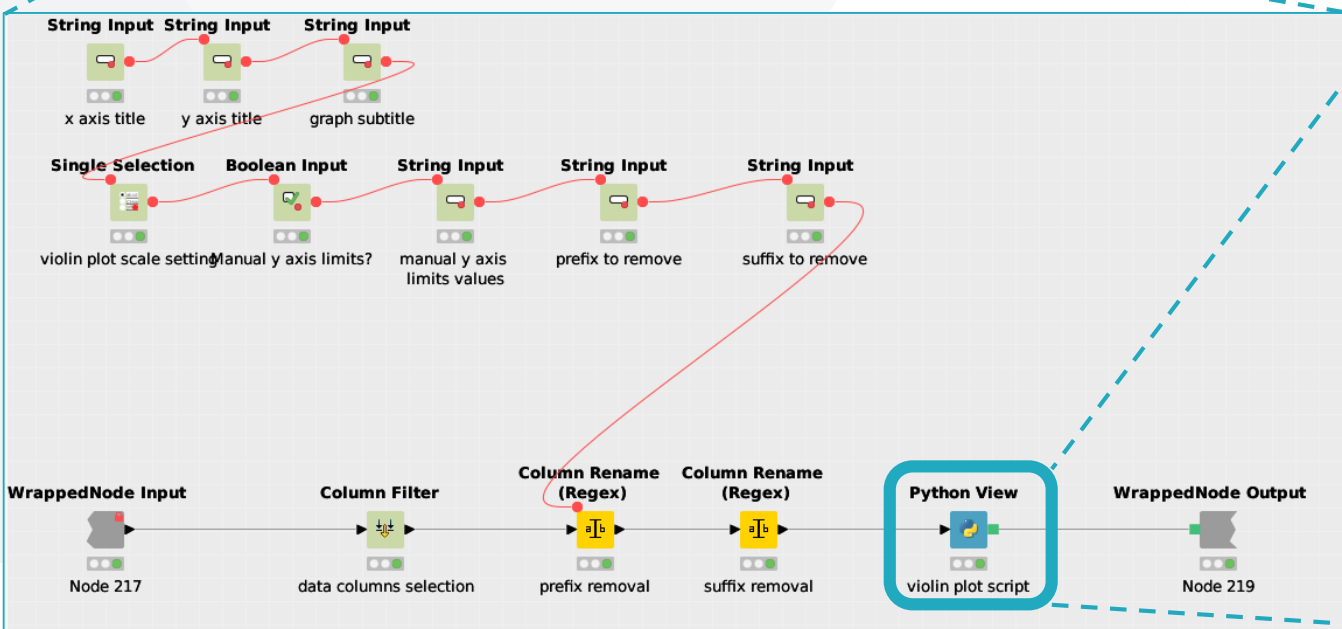 String Input String Input String Input
x axis title y axis title graph subtitle
Single Selection Boolean Input String Input String Input String Input
violin plot scale setting Manual y axis limits? manual y axis prefix to remove suffix to remove
limits values
Column Rename Column Rename
WrappedNode Input Column Filter (Regex) (Regex) Python View WrappedNode Output
Node 217 data columns selection prefix removal suffix removal violin plot script Node 219